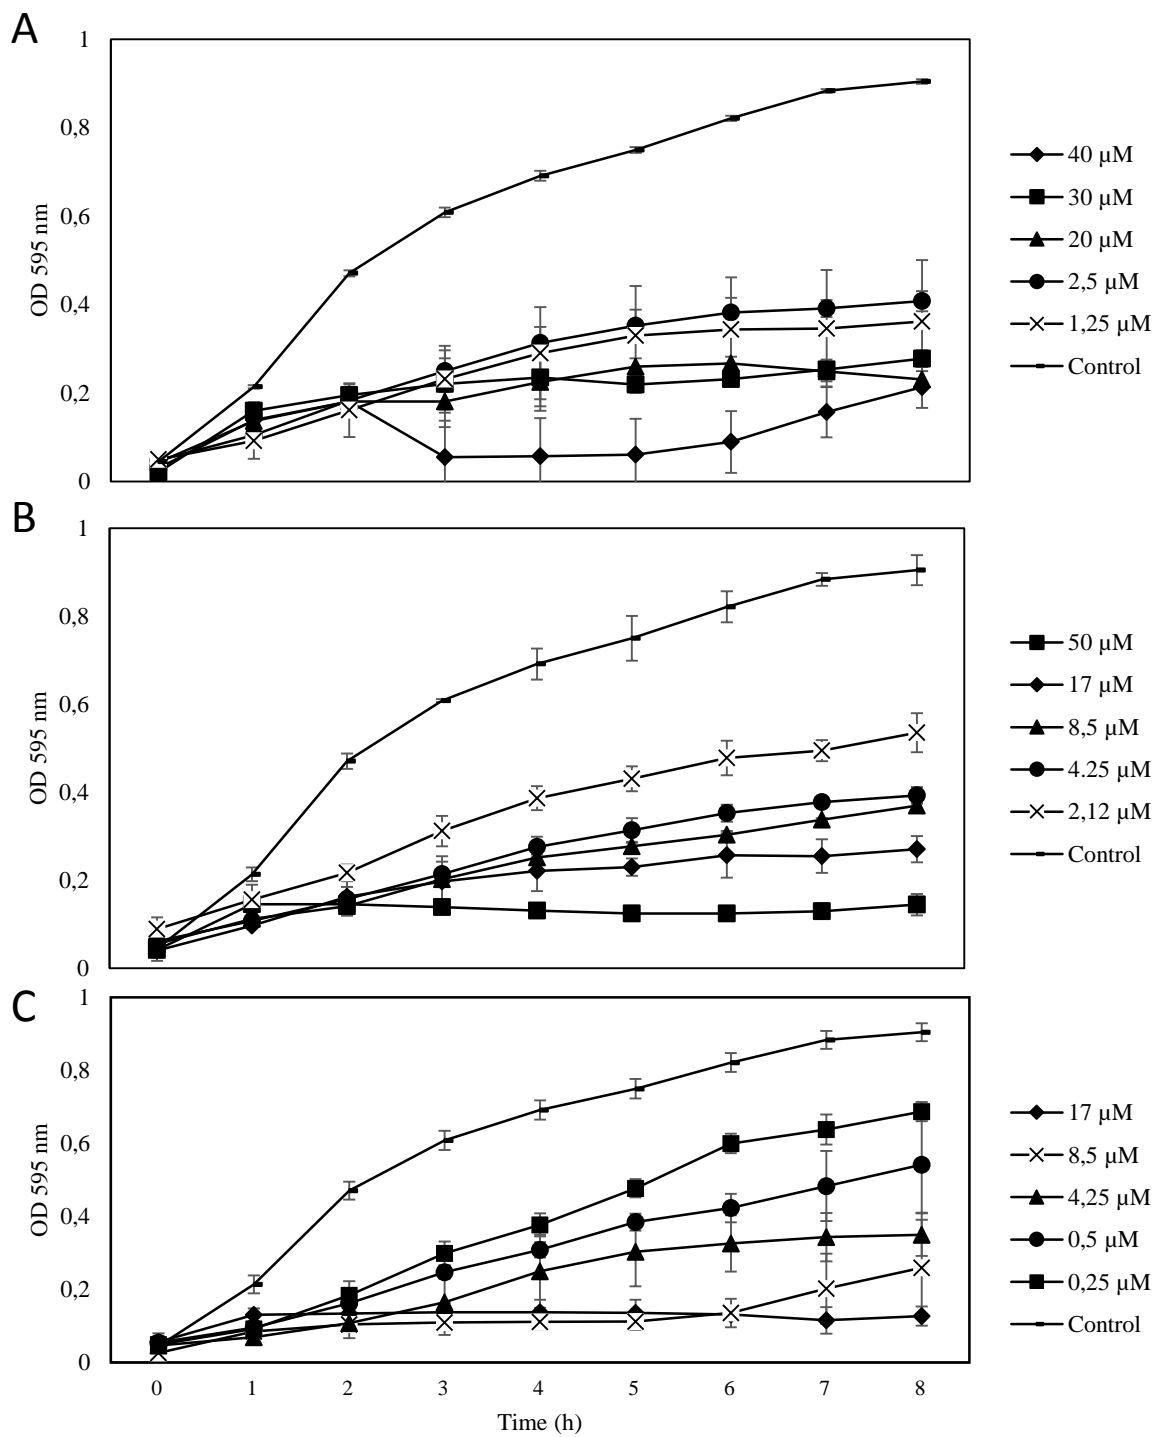 A
1
0,8
0,6
0,4
0,2
0
OD 595 nm
40 µM
30 µM
20 µM
2,5 µM
1,25 µM
Control
B
1
0,8
0,6
0,4
0,2
0
OD 595 nm
50 µM
17 µM
8,5 µM
4.25 µM
2,12 µM
Control
C
1
0,8
0,6
0,4
0,2
0
OD 595 nm
17 µM
8,5 µM
4,25 µM
0,5 µM
0,25 µM
Control
0 1 2 3 4 5 6 7 8
Time (h)